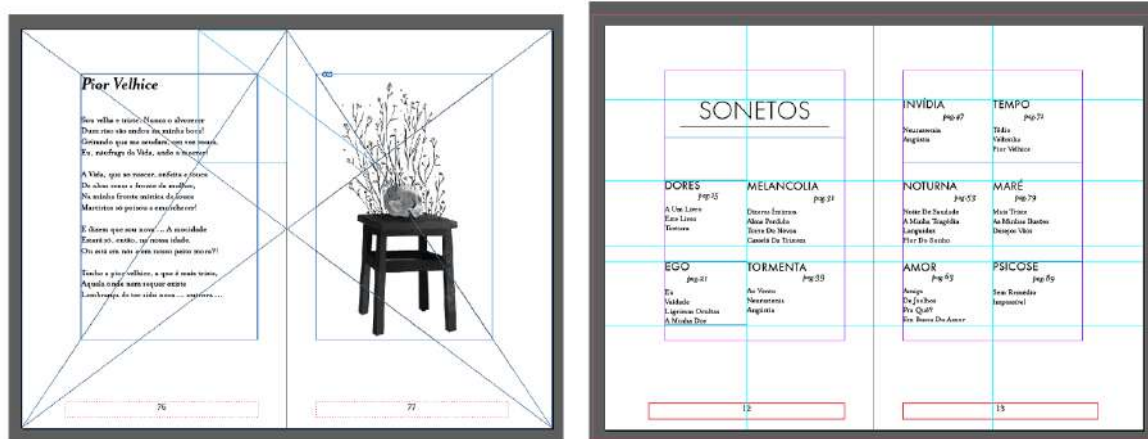 Pior Velhice
Sou velha e triste. Nunca o alvorecer
Dum riso são andou na minha boca!
Gritando que me acudam, em voz rouca,
Eu, náufraga da Vida, ando a morrer!
A Vida, que ao nascer, enfeita e touca
De alvas rosas a fronte da mulher,
Na minha fronte mística de louca
Martírios só poisou a emurchecer!
E dizem que sou nova ... A mocidade
Estará só, então, na nossa idade,
Ou está em nós e em nosso peito mora?!
Tenho a pior velhice, a que é mais triste,
Aquela onde nem sequer existe
Lembrança de ter sido nova ... outrora ...
76
77
SONETOS
DORES
pag.15
A Um Livro
Este Livro
Tortura
MELANCOLIA
pag.31
Dizeres Íntimos
Alma Perdida
Torre De Névoa
Castelã Da Tristeza
EGO
pag.21
Eu
Vaidade
Lágrimas Ocultas
A Minha Dor
TORMENTA
pag.39
Ao Vento
Neurastenia
Angústia
12
INVÍDIA
pag.47
Neurastenia
Angústia
TEMPO
pag.71
Tédio
Velhinha
Pior Velhice
NOTURNA
pag.53
Noite De Saudade
A Minha Tragédia
Languidez
Flor Do Sonho
MARÉ
pag.79
Mais Triste
As Minhas Ilusões
Desejos Vãos
AMOR
pag.63
Amiga
De Joelhos
Pra Quê?
Em Busca Do Amor
PSICOSE
pag.89
Sem Remédio
Impossível
13